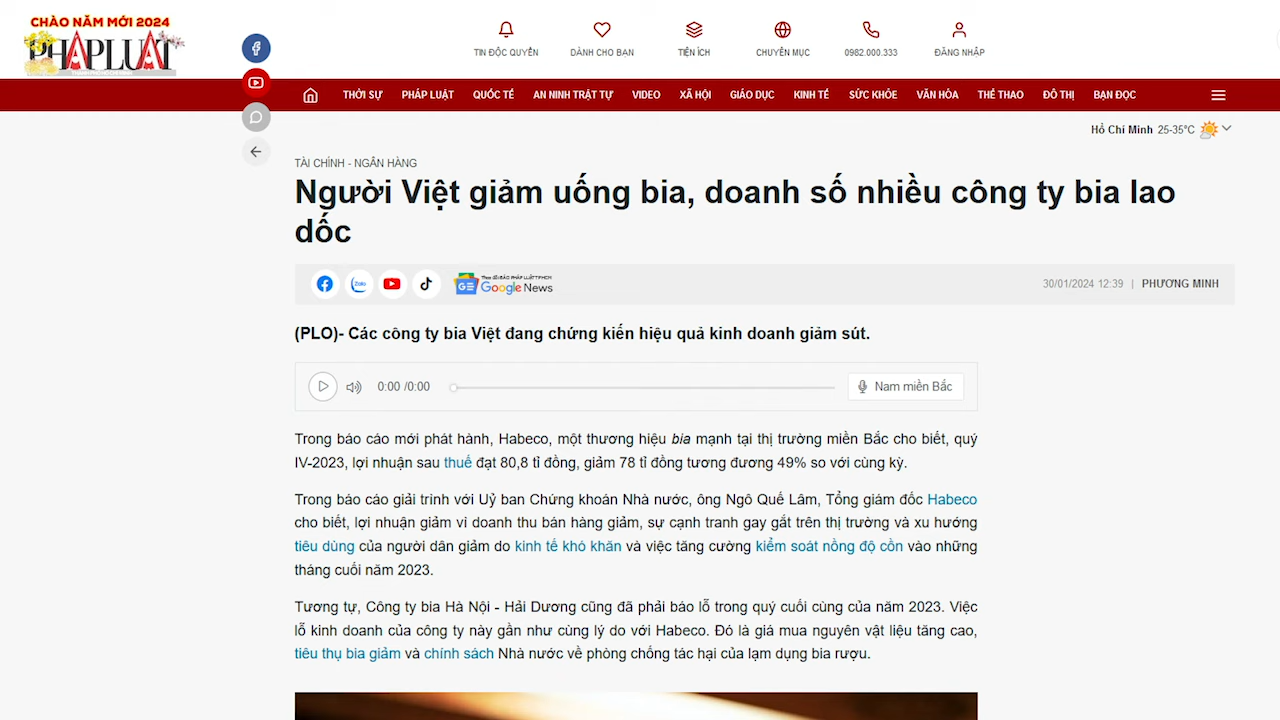 CHÀO NĂM MỚI 2024
PHÁP LUẬT
TIN ĐỘC QUYỀN
DÀNH CHO BẠN
TIỆN ÍCH
CHUYÊN MỤC
0982.000.333
ĐĂNG NHẬP
THỜI SỰ PHÁP LUẬT QUỐC TẾ AN NINH TRẬT TỰ VIDEO XÃ HỘI GIÁO DỤC KINH TẾ SỨC KHỎE VĂN HÓA THỂ THAO ĐÔ THỊ BẠN ĐỌC
Hồ Chí Minh 25-35°C
TÀI CHÍNH - NGÂN HÀNG
Người Việt giảm uống bia, doanh số nhiều công ty bia lao
dốc
Zalo
Theo dõi BÁO PHÁP LUẬT TPHCM
GE Google News
30/01/2024 12:39 | PHƯƠNG MINH
(PLO)- Các công ty bia Việt đang chứng kiến hiệu quả kinh doanh giảm sút.
0:00 /0:00
Nam miền Bắc
Trong báo cáo mới phát hành, Habeco, một thương hiệu bia mạnh tại thị trường miền Bắc cho biết, quý
IV-2023, lợi nhuận sau thuế đạt 80,8 tỉ đồng, giảm 78 tỉ đồng tương đương 49% so với cùng kỳ.
Trong báo cáo giải trình với Uỷ ban Chứng khoán Nhà nước, ông Ngô Quế Lâm, Tổng giám đốc Habeco
cho biết, lợi nhuận giảm vì doanh thu bán hàng giảm, sự cạnh tranh gay gắt trên thị trường và xu hướng
tiêu dùng của người dân giảm do kinh tế khó khăn và việc tăng cường kiểm soát nồng độ cồn vào những
tháng cuối năm 2023.
Tương tự, Công ty bia Hà Nội - Hải Dương cũng đã phải báo lỗ trong quý cuối cùng của năm 2023. Việc
lỗ kinh doanh của công ty này gần như cùng lý do với Habeco. Đó là giá mua nguyên vật liệu tăng cao,
tiêu thụ bia giảm và chính sách Nhà nước về phòng chống tác hại của lạm dụng bia rượu.